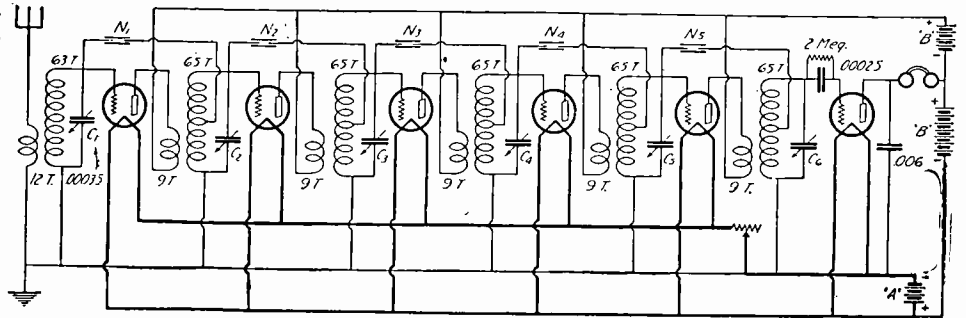 N1 N2 N3 N4 N5
+ "B" -
63 T. 65 T 65 T 65 T 65 T 65 T 2 Meg. .00025
+ "B"
C1 C2 C3 C4 C5 C6
12 T. .00035 9 T 9 T 9 T 9 T 9 T. .006
-
"A"
+